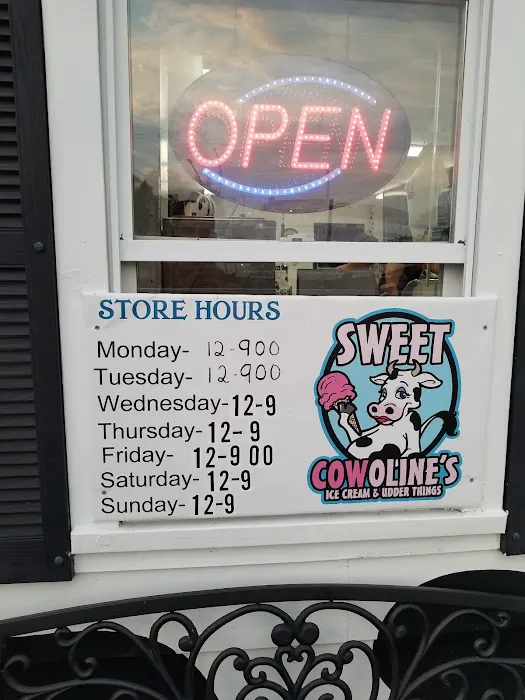 OPEN
STORE HOURS
Monday- 12-900
Tuesday- 12-900
Wednesday-12-9
Thursday-12-9
Friday- 12-9 00
Saturday-12-9
Sunday-12-9
SWEET
COWOLINE'S
ICE CREAM & UDDER THINGS